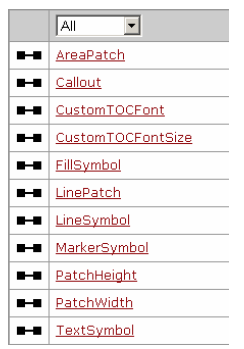 All
AreaPatch
Callout
CustomTOCFont
CustomTOCFontSize
FillSymbol
LinePatch
LineSymbol
MarkerSymbol
PatchHeight
PatchWidth
TextSymbol